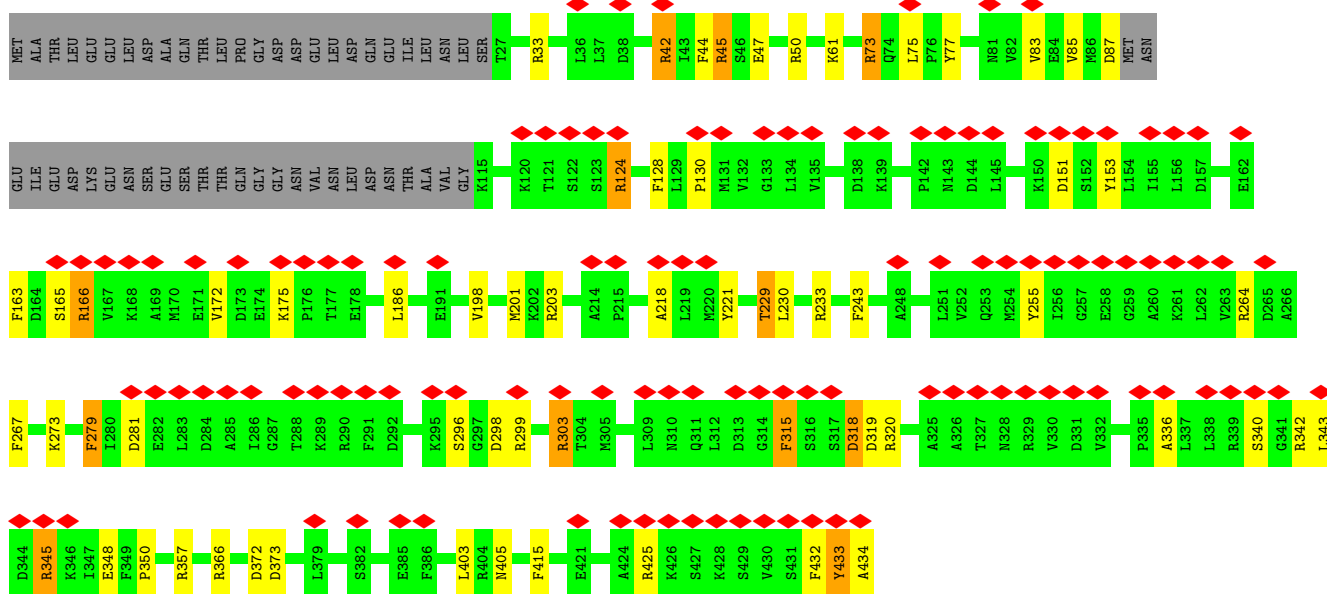 MET ALA THR LEU GLU GLU LEU LEU ASP ALA GLN THR LEU PRO GLY ASP ASP GLU LEU LEU ASP GLN GLU ILE LEU ASN LEU SER T27 R33 L36 L37 D38 R42 I43 F44 R45 S46 E47 R50 K61 R73 Q74 L75 P76 Y77 N81 V82 V83 E84 V85 M86 D87 MET ASN
GLU ILE GLU ASP LYS GLU ASN SER GLU SER THR THR GLN GLY GLY ASN VAL ASN LEU ASP ASN THR ALA VAL GLY K115 K120 T121 S122 S123 R124 F128 L129 P130 M131 V132 G133 L134 V135 D138 K139 P142 N143 D144 L145 K150 D151 S152 Y153 L154 I155 L156 D157 E162
F163 D164 S165 R166 V167 K168 A169 M170 E171 V172 D173 E174 K175 P176 T177 E178 L186 E191 V198 M201 K202 R203 A214 P215 A218 L219 M220 Y221 T229 L230 R233 F243 A248 L251 V252 Q253 M254 Y255 I256 G257 E258 G259 A260 K261 L262 V263 R264 D265 A266
F267 K273 F279 I280 D281 E282 L283 D284 A285 I286 G287 T288 K289 R290 F291 D292 K295 S296 G297 D298 R299 R303 T304 M305 L309 N310 Q311 L312 D313 G314 F315 S316 S317 D318 D319 R320 A325 A326 T327 N328 R329 V330 D331 V332 P335 A336 L337 L338 R339 S340 G341 R342 L343
D344 R345 K346 I347 E348 F349 P350 R357 R366 D372 D373 L379 S382 E385 F386 L403 R404 N405 F415 E421 A424 R425 K426 S427 K428 S429 V430 S431 F432 Y433 A434